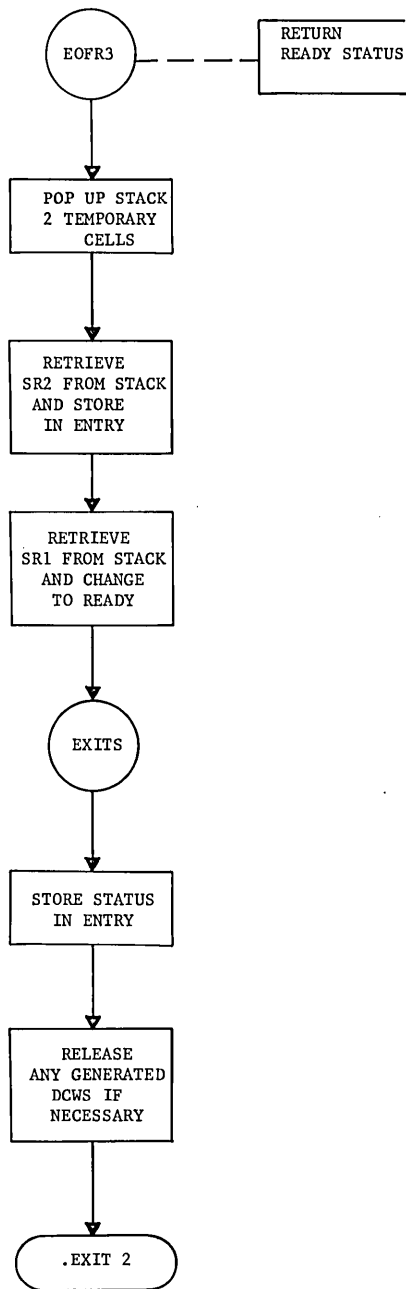 EOFR3
RETURN
READY STATUS
POP UP STACK
2 TEMPORARY
CELLS
RETRIEVE
SR2 FROM STACK
AND STORE
IN ENTRY
RETRIEVE
SR1 FROM STACK
AND CHANGE
TO READY
EXITS
STORE STATUS
IN ENTRY
RELEASE
ANY GENERATED
DCWS IF
NECESSARY
.EXIT 2